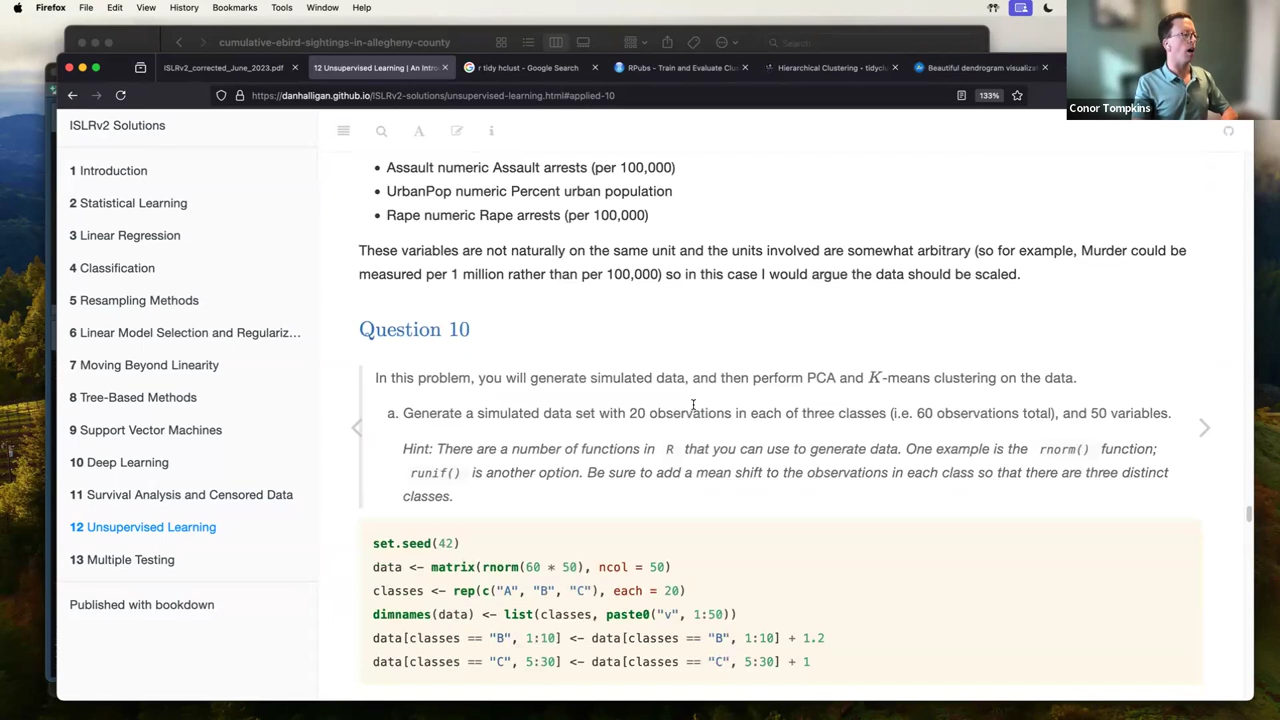 Firefox File Edit View History Bookmarks Tools Window Help
cumulative-ebird-sightings-in-allegheny-county
Search
ISLRv2_corrected_June_2023.pdf
12 Unsupervised Learning | An Intro
r tidy hclust - Google Search
RPubs - Train and Evaluate Clus
Hierarchical Clustering - tidyclu
Beautiful dendrogram visualizat
https://danhalligan.github.io/ISLRv2-solutions/unsupervised-learning.html#applied-10
133%
Conor Tompkins
ISLRv2 Solutions
1 Introduction
2 Statistical Learning
3 Linear Regression
4 Classification
5 Resampling Methods
6 Linear Model Selection and Regulariz…
7 Moving Beyond Linearity
8 Tree-Based Methods
9 Support Vector Machines
10 Deep Learning
11 Survival Analysis and Censored Data
12 Unsupervised Learning
13 Multiple Testing
Published with bookdown
• Assault numeric Assault arrests (per 100,000)
• UrbanPop numeric Percent urban population
• Rape numeric Rape arrests (per 100,000)
These variables are not naturally on the same unit and the units involved are somewhat arbitrary (so for example, Murder could be
measured per 1 million rather than per 100,000) so in this case I would argue the data should be scaled.
Question 10
In this problem, you will generate simulated data, and then perform PCA and K-means clustering on the data.
a. Generate a simulated data set with 20 observations in each of three classes (i.e. 60 observations total), and 50 variables.
Hint: There are a number of functions in R that you can use to generate data. One example is the rnorm() function;
runif() is another option. Be sure to add a mean shift to the observations in each class so that there are three distinct
classes.
set.seed(42)
data <- matrix(rnorm(60 * 50), ncol = 50)
classes <- rep(c("A", "B", "C"), each = 20)
dimnames(data) <- list(classes, paste0("v", 1:50))
data[classes == "B", 1:10] <- data[classes == "B", 1:10] + 1.2
data[classes == "C", 5:30] <- data[classes == "C", 5:30] + 1